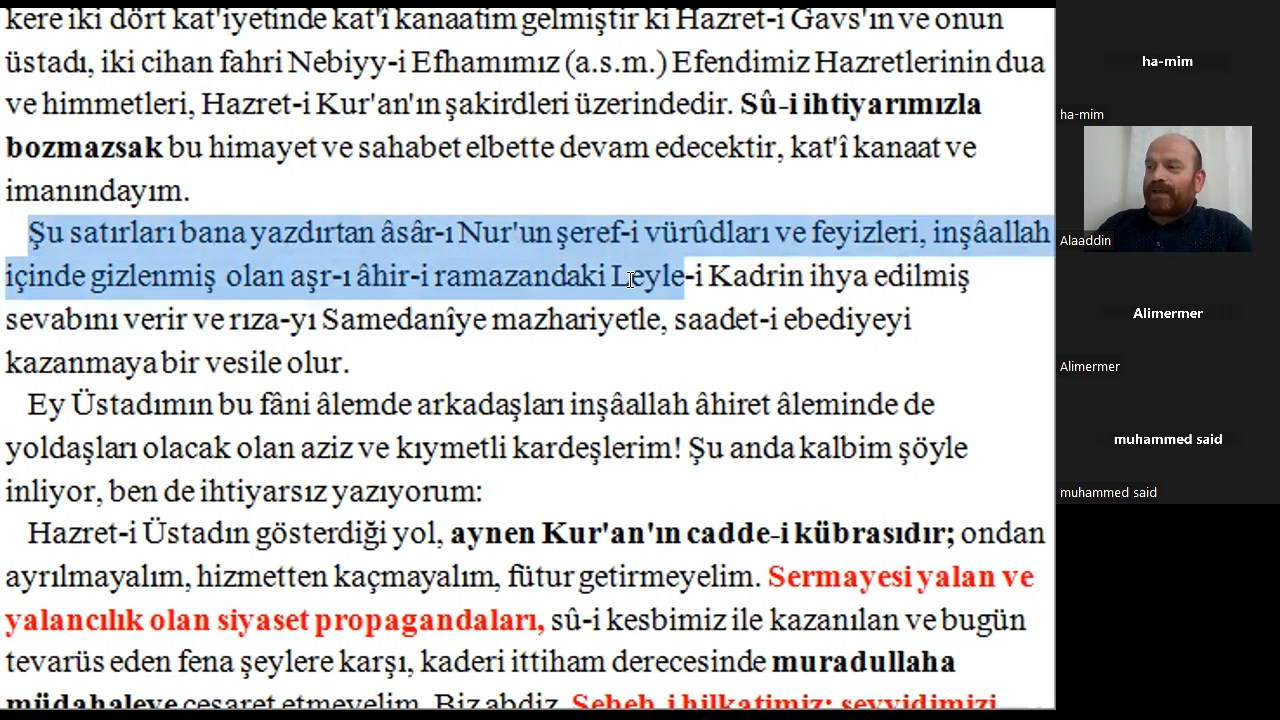 kere iki dört kat'iyetinde kat'î kanaatim gelmiştir ki Hazret-i Gavs'ın ve onun
üstadı, iki cihan fahri Nebiyy-i Efhamımız (a.s.m.) Efendimiz Hazretlerinin dua
ve himmetleri, Hazret-i Kur'an'ın şakirdleri üzerindedir. Sû-i ihtiyarımızla
bozmazsak bu himayet ve sahabet elbette devam edecektir, kat'î kanaat ve
imanındayım.
Şu satırları bana yazdırtan âsâr-ı Nur'un şeref-i vürûdları ve feyizleri, inşâallah
içinde gizlenmiş olan aşr-ı âhir-i ramazandaki Leyle-i Kadrin ihya edilmiş
sevabını verir ve rıza-yı Samedanîye mazhariyetle, saadet-i ebediyeyi
kazanmaya bir vesile olur.
Ey Üstadımın bu fâni âlemde arkadaşları inşâallah âhiret âleminde de
yoldaşları olacak olan aziz ve kıymetli kardeşlerim! Şu anda kalbim şöyle
inliyor, ben de ihtiyarsız yazıyorum:
Hazret-i Üstadın gösterdiği yol, aynen Kur'an'ın cadde-i kübrasıdır; ondan
ayrılmayalım, hizmetten kaçmayalım, fütur getirmeyelim. Sermayesi yalan ve
yalancılık olan siyaset propagandaları, sû-i kesbimiz ile kazanılan ve bugün
tevarüs eden fena şeylere karşı, kaderi ittiham derecesinde muradullaha
müdahaleye cesaret etmeyelim. Biz abdiz. Sebeb-i hilkatimiz; seyyidimizi
ha-mim
ha-mim
Alaaddin
Alimermer
Alimermer
muhammed said
muhammed said